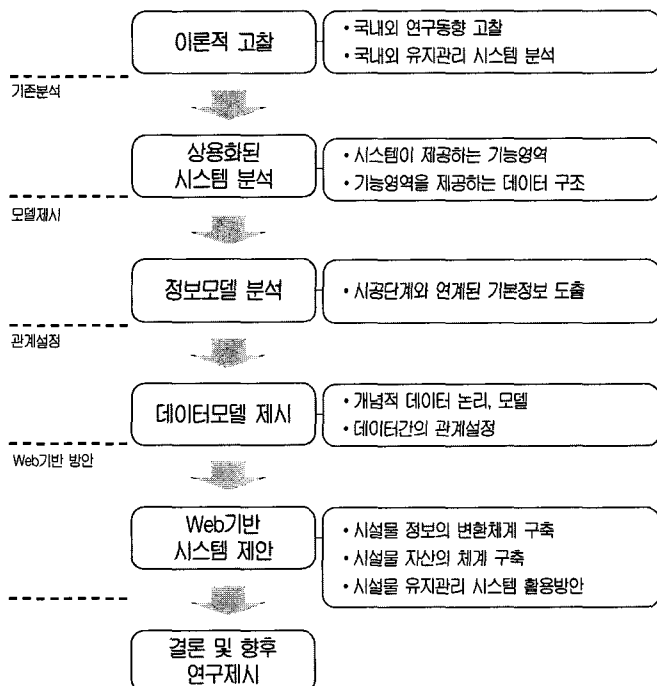 이론적 고찰
• 국내외 연구동향 고찰
• 국내외 유지관리 시스템 분석
기존분석
상용화된
시스템 분석
• 시스템이 제공하는 기능영역
• 기능영역을 제공하는 데이터 구조
모델제시
정보모델 분석
• 시공단계와 연계된 기본정보 도출
관계설정
데이터모델 제시
• 개념적 데이터 논리, 모델
• 데이터간의 관계설정
Web기반 방안
Web기반
시스템 제안
• 시설물 정보의 변환체계 구축
• 시설물 자산의 체계 구축
• 시설물 유지관리 시스템 활용방안
결론 및 향후
연구제시